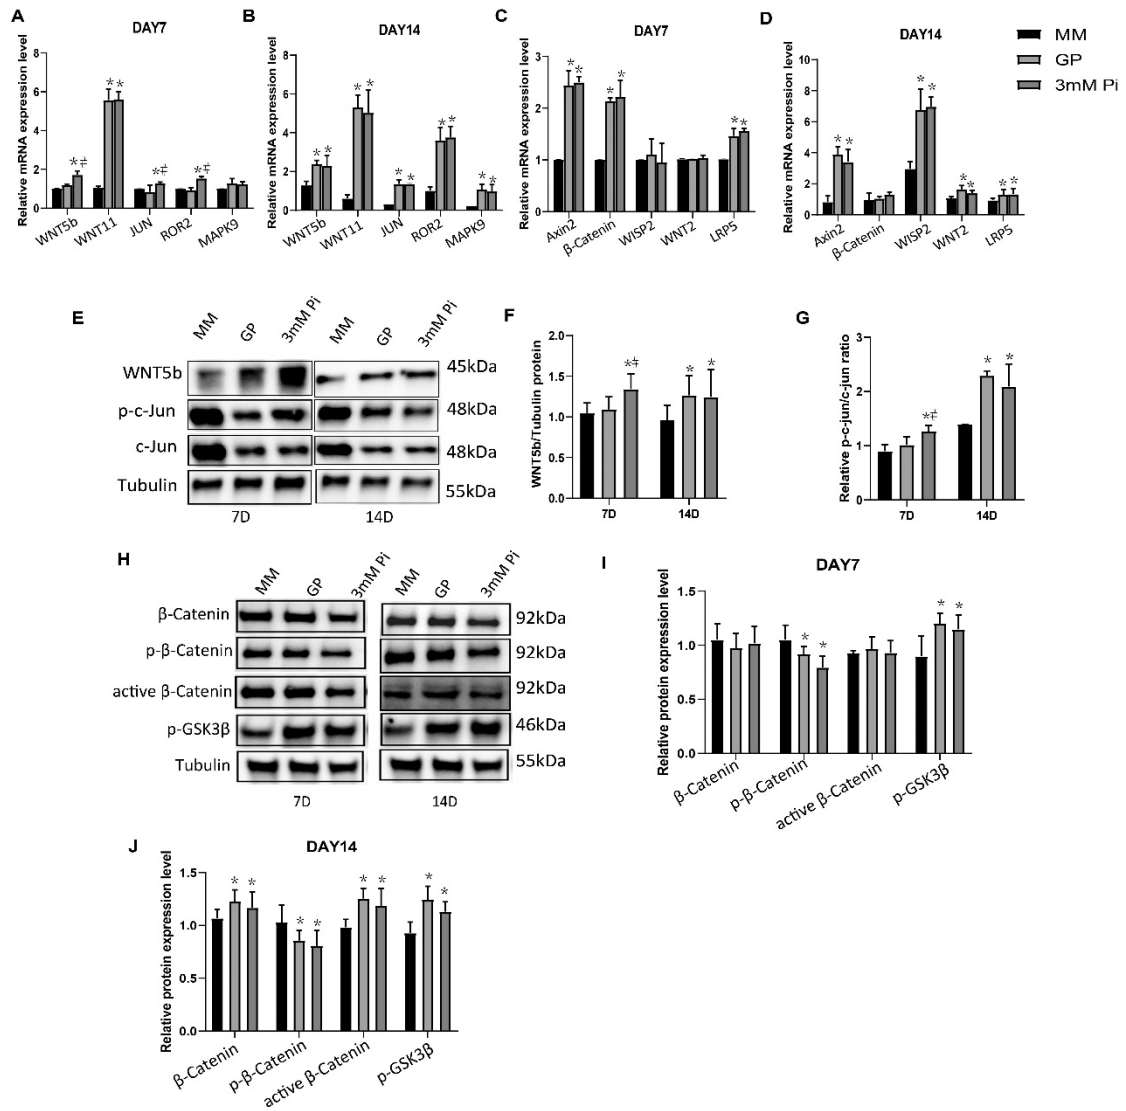 A
DAY7
Relative mRNA expression level
8
6
4
2
0
* ‡
* *
* ‡
* ‡
WNT5b
WNT11
JUN
ROR2
MAPK9
B
DAY14
Relative mRNA expression level
8
6
4
2
0
* *
* *
* *
* *
* *
WNT5b
WNT11
JUN
ROR2
MAPK9
C
DAY7
Relative mRNA expression level
3
2
1
0
* *
* *
* *
Axin2
β-Catenin
WISP2
WNT2
LRP5
D
DAY14
Relative mRNA expression level
10
8
6
4
2
0
* *
* *
* *
* *
Axin2
β-Catenin
WISP2
WNT2
LRP5
MM
GP
3mM Pi
E
MM
GP
3mM Pi
MM
GP
3mM Pi
WNT5b
45kDa
p-c-Jun
48kDa
c-Jun
48kDa
Tubulin
55kDa
7D
14D
F
WNT5b/Tubulin protein
2.0
1.5
1.0
0.5
0.0
* ‡
* *
7D
14D
G
Relative p-c-jun/c-jun ratio
3
2
1
0
* ‡
* *
7D
14D
H
MM
GP
3mM Pi
MM
GP
3mM Pi
β-Catenin
92kDa
p-β-Catenin
92kDa
active β-Catenin
92kDa
p-GSK3β
46kDa
Tubulin
55kDa
7D
14D
I
DAY7
Relative protein expression level
1.5
1.0
0.5
0.0
* *
* *
β-Catenin
p-β-Catenin
active β-Catenin
p-GSK3β
J
DAY14
Relative protein expression level
1.5
1.0
0.5
0.0
* *
* *
* *
* *
β-Catenin
p-β-Catenin
active β-Catenin
p-GSK3β